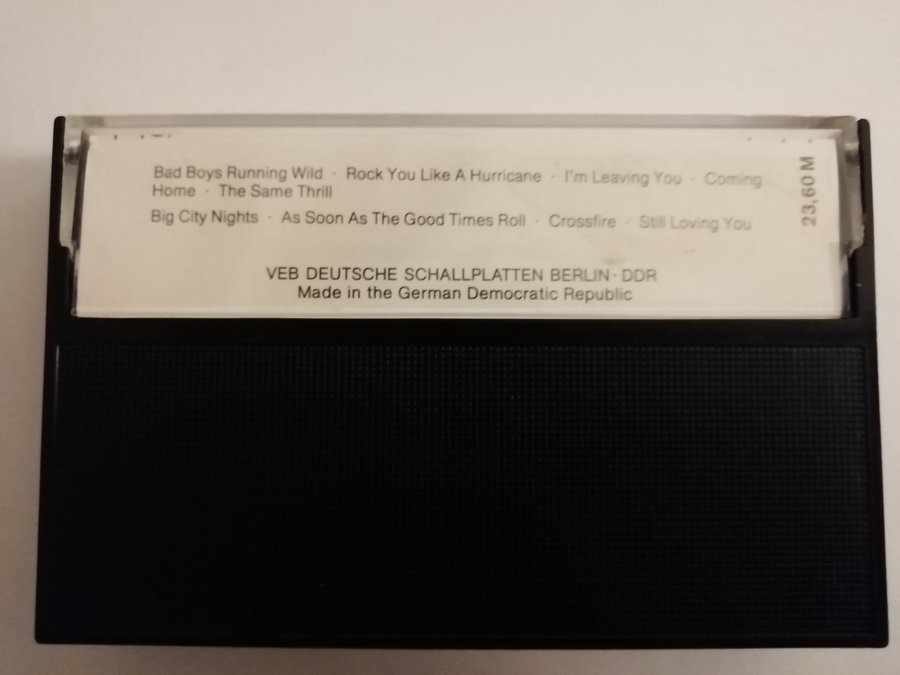 Bad Boys Running Wild · Rock You Like A Hurricane · I'm Leaving You · Coming
Home · The Same Thrill
Big City Nights · As Soon As The Good Times Roll · Crossfire · Still Loving You
VEB DEUTSCHE SCHALLPLATTEN BERLIN · DDR
Made in the German Democratic Republic
23,60 M